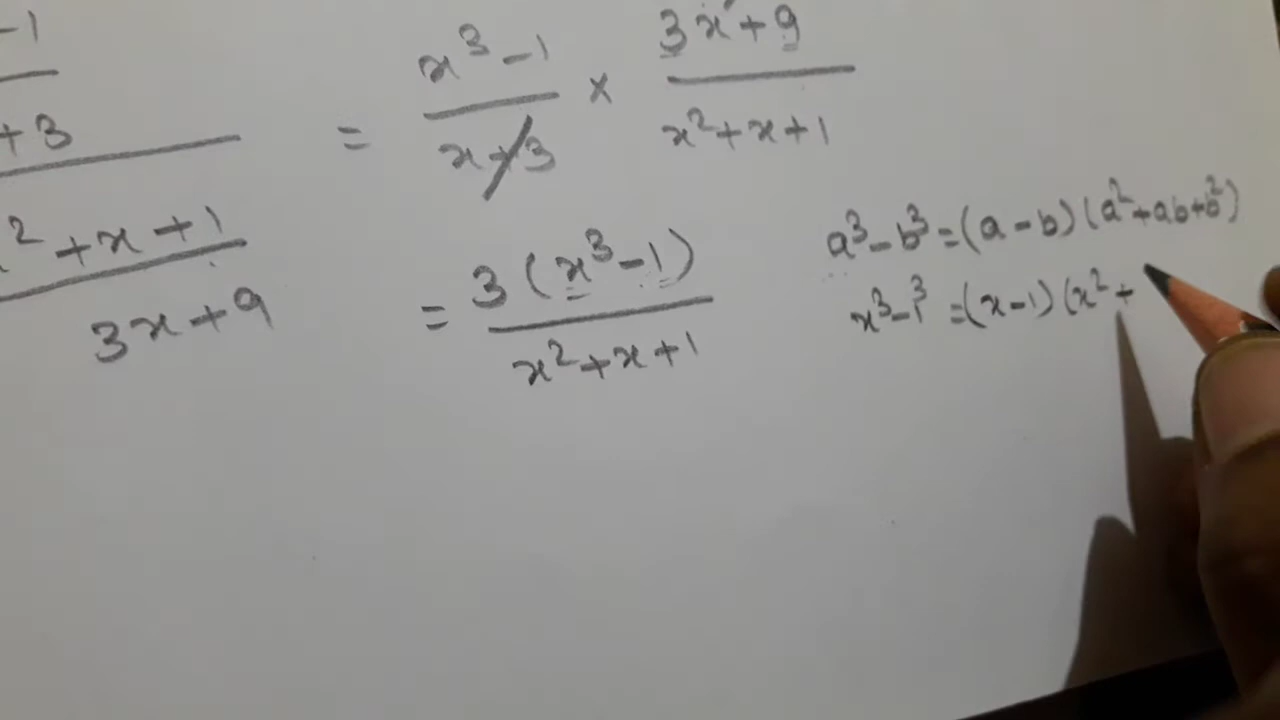 -1
+3
2 + x + 1
3x + 9
= x³ - 1 / x + 3 × 3x + 9 / x² + x + 1
= 3 (x³ - 1) / x² + x + 1
a³ - b³ = (a - b) (a² + ab + b²)
x³ - 1³ = (x - 1) (x² +